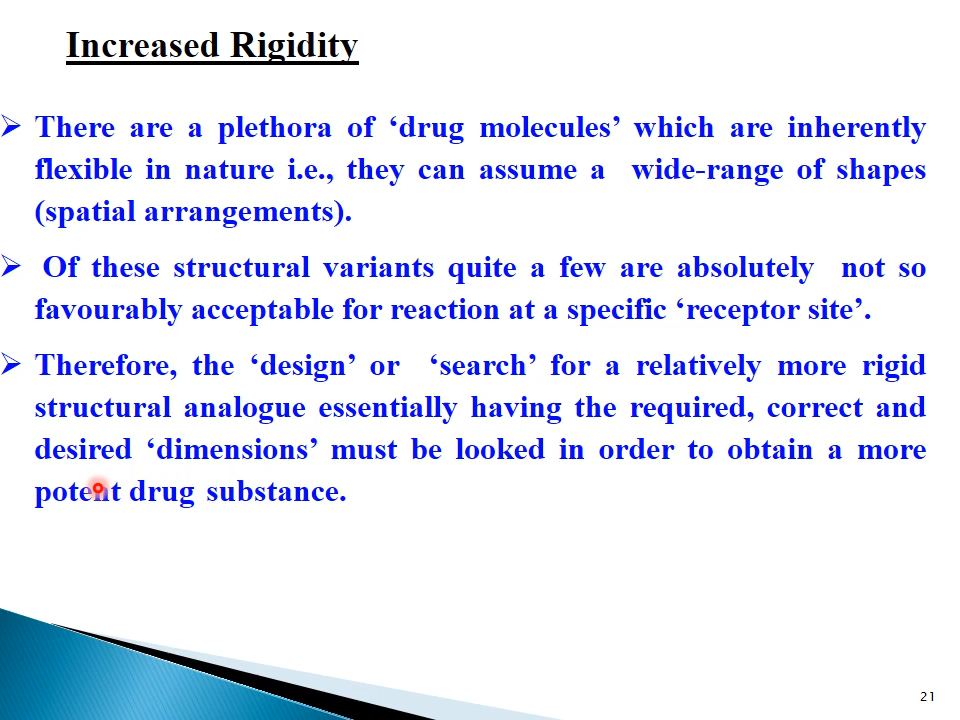 Increased Rigidity
➢ There are a plethora of ‘drug molecules’ which are inherently
flexible in nature i.e., they can assume a wide-range of shapes
(spatial arrangements).
➢ Of these structural variants quite a few are absolutely not so
favourably acceptable for reaction at a specific ‘receptor site’.
➢ Therefore, the ‘design’ or ‘search’ for a relatively more rigid
structural analogue essentially having the required, correct and
desired ‘dimensions’ must be looked in order to obtain a more
potent drug substance.
21